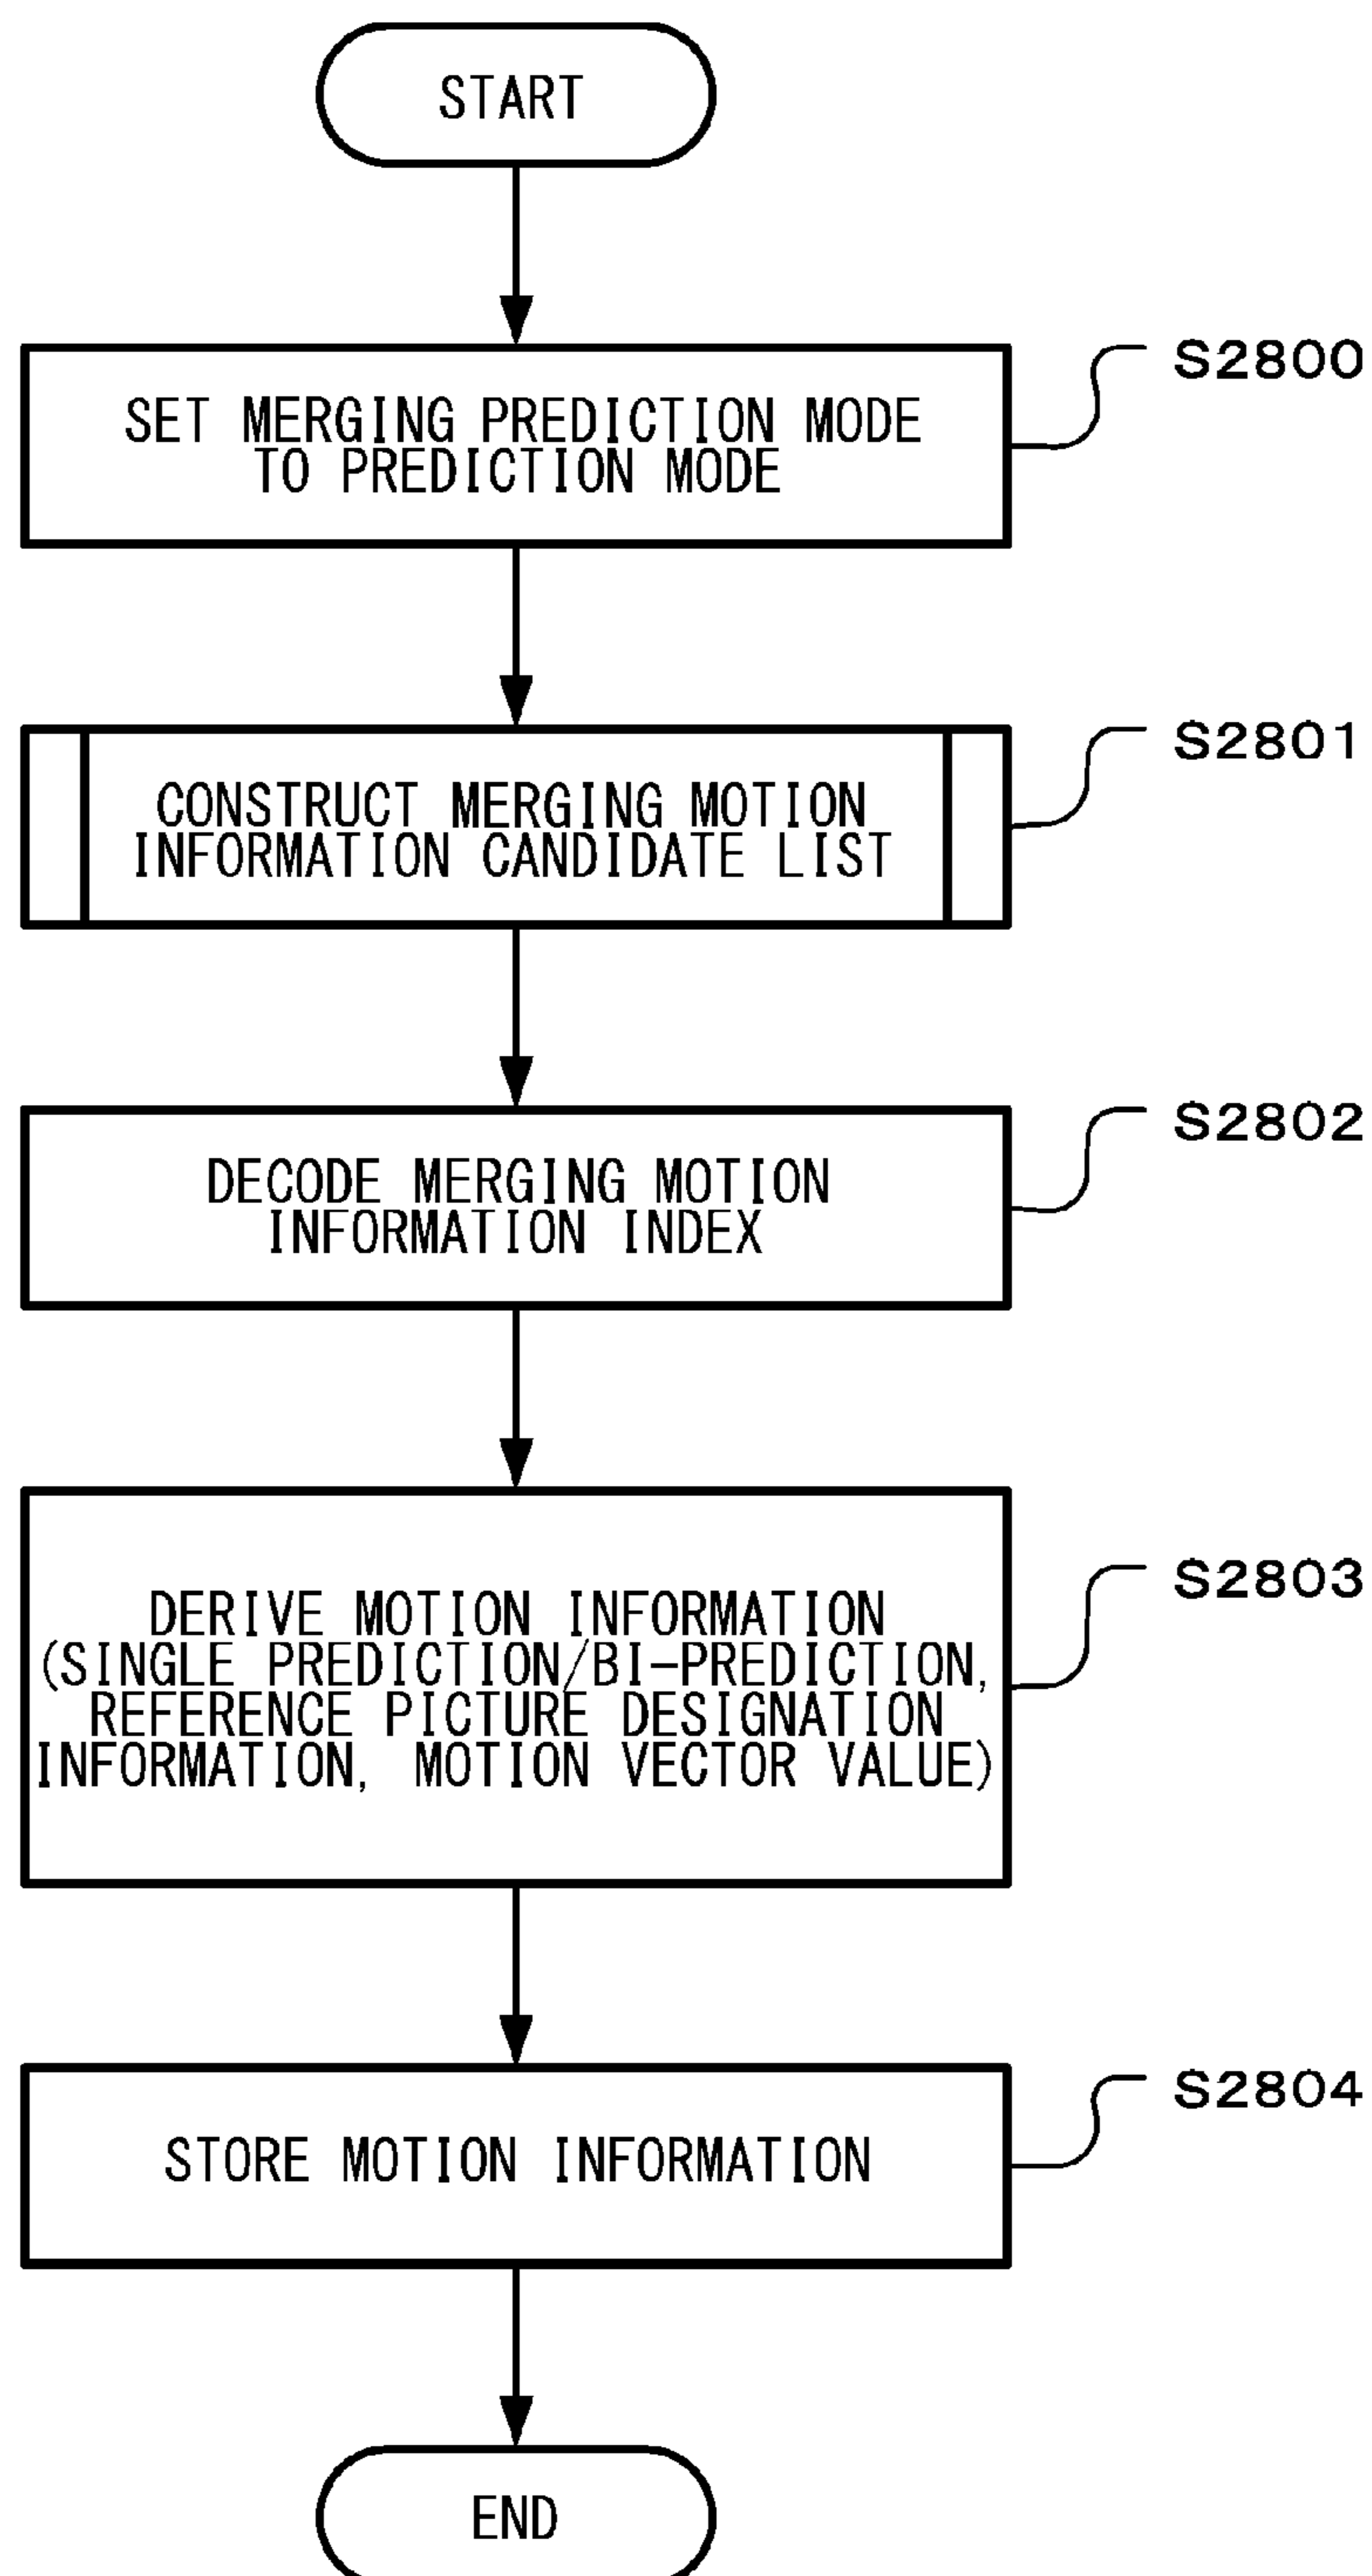 START
S2800
SET MERGING PREDICTION MODE
TO PREDICTION MODE
S2801
CONSTRUCT MERGING MOTION
INFORMATION CANDIDATE LIST
S2802
DECODE MERGING MOTION
INFORMATION INDEX
S2803
DERIVE MOTION INFORMATION
(SINGLE PREDICTION/BI-PREDICTION,
REFERENCE PICTURE DESIGNATION
INFORMATION, MOTION VECTOR VALUE)
S2804
STORE MOTION INFORMATION
END